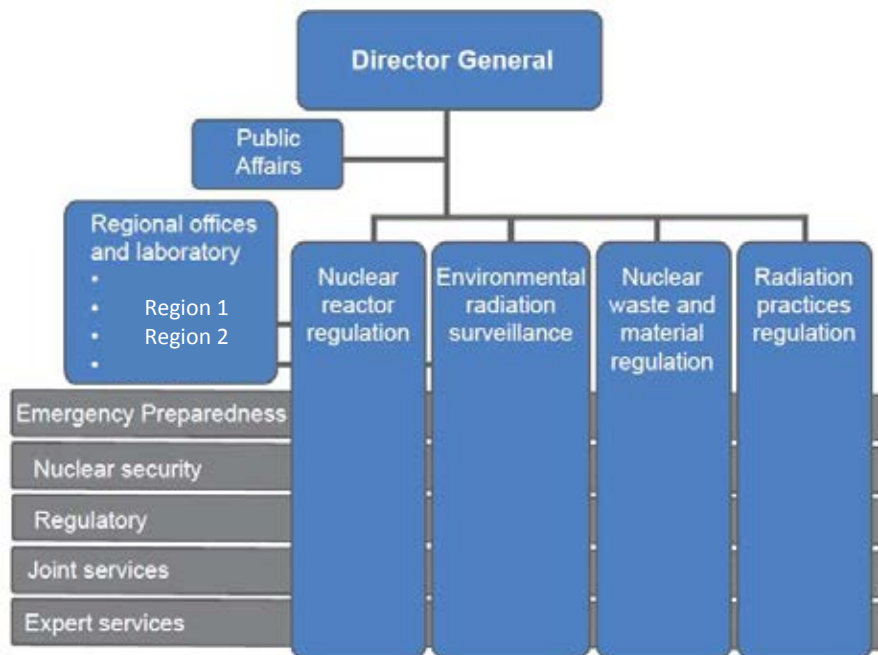 Director General
Public
Affairs
Regional offices
and laboratory
•
• Region 1
• Region 2
•
Nuclear
reactor
regulation
Environmental
radiation
surveillance
Nuclear
waste and
material
regulation
Radiation
practices
regulation
Emergency Preparedness
Nuclear security
Regulatory
Joint services
Expert services